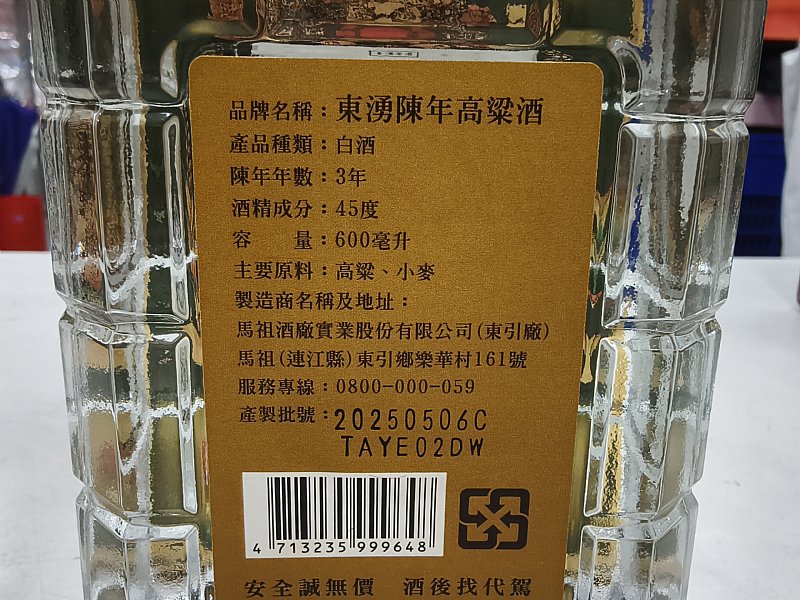 品牌名稱：東湧陳年高粱酒
產品種類：白酒
陳年年數：3年
酒精成分：45度
容　　量：600毫升
主要原料：高粱、小麥
製造商名稱及地址：
馬祖酒廠實業股份有限公司(東引廠)
馬祖(連江縣)東引鄉樂華村161號
服務專線：0800-000-059
產製批號：20250506C
TAYE02DW
4 713235 999648
安全誠無價　酒後找代駕